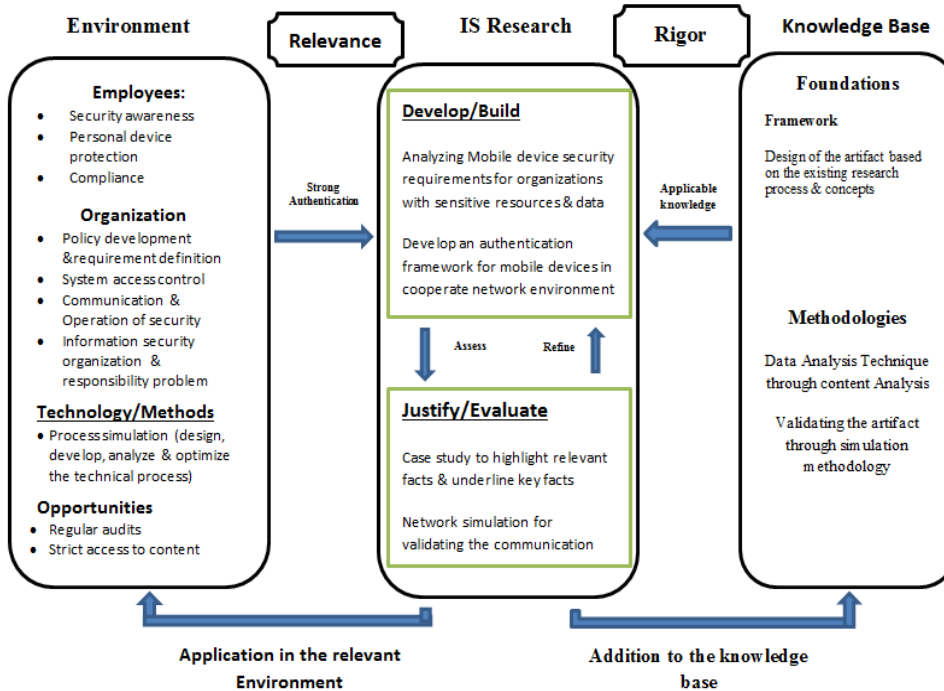 Environment
Relevance
IS Research
Rigor
Knowledge Base
Employees:
• Security awareness
• Personal device
protection
• Compliance
Organization
• Policy development
&requirement definition
• System access control
• Communication &
Operation of security
• Information security
organization &
responsibility problem
Technology/Methods
• Process simulation (design,
develop, analyze & optimize
the technical process)
Opportunities
• Regular audits
• Strict access to content
Strong
Authentication
Develop/Build
Analyzing Mobile device security
requirements for organizations
with sensitive resources & data
Develop an authentication
framework for mobile devices in
cooperate network environment
Assess
Refine
Justify/Evaluate
Case study to highlight relevant
facts & underline key facts
Network simulation for
validating the communication
Applicable
knowledge
Foundations
Framework
Design of the artifact based
on the existing research
process & concepts
Methodologies
Data Analysis Technique
through content Analysis
Validating the artifact
through simulation
methodology
Application in the relevant
Environment
Addition to the knowledge
base